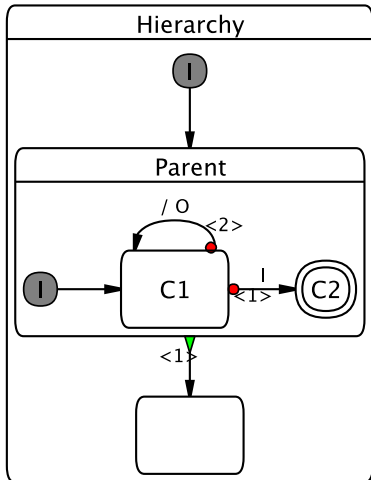 Hierarchy
I
Parent
/ O
<2>
I
C1
I
<1>
C2
<1>